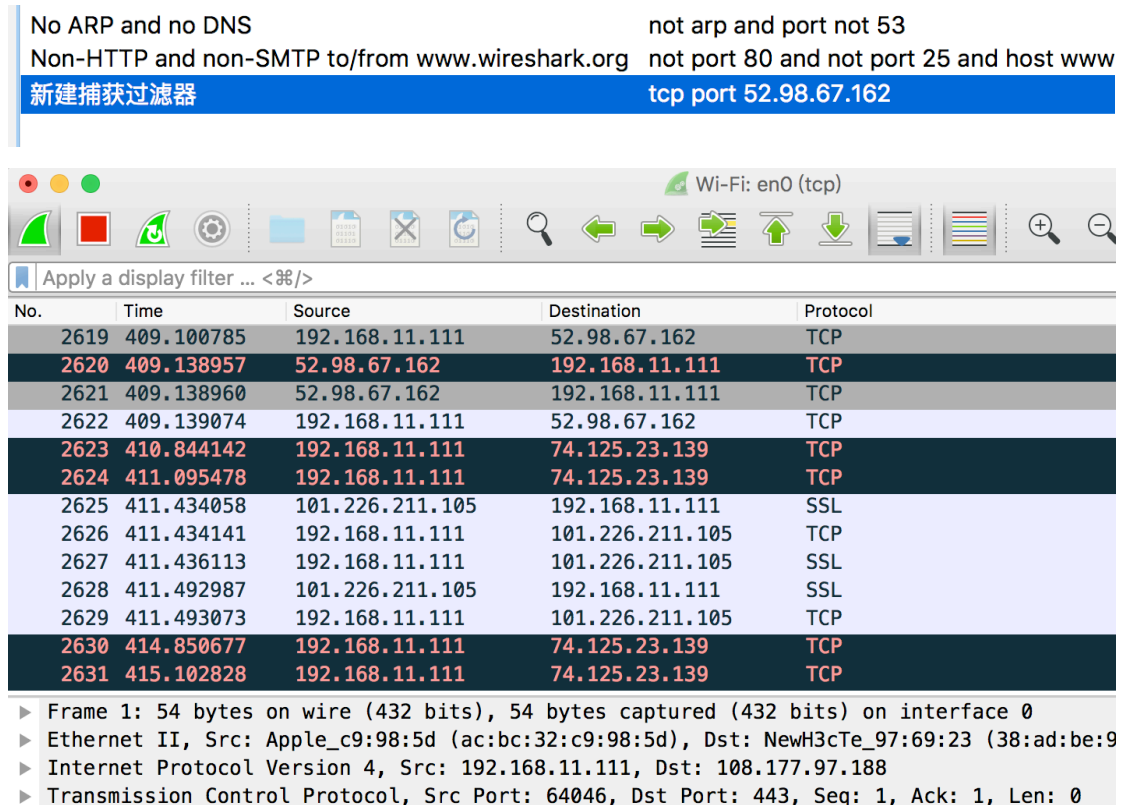 No ARP and no DNS not arp and port not 53
Non-HTTP and non-SMTP to/from www.wireshark.org not port 80 and not port 25 and host www
新建捕获过滤器 tcp port 52.98.67.162
Wi-Fi: en0 (tcp)
Apply a display filter ... <⌘/>
No. Time Source Destination Protocol
2619 409.100785 192.168.11.111 52.98.67.162 TCP
2620 409.138957 52.98.67.162 192.168.11.111 TCP
2621 409.138960 52.98.67.162 192.168.11.111 TCP
2622 409.139074 192.168.11.111 52.98.67.162 TCP
2623 410.844142 192.168.11.111 74.125.23.139 TCP
2624 411.095478 192.168.11.111 74.125.23.139 TCP
2625 411.434058 101.226.211.105 192.168.11.111 SSL
2626 411.434141 192.168.11.111 101.226.211.105 TCP
2627 411.436113 192.168.11.111 101.226.211.105 SSL
2628 411.492987 101.226.211.105 192.168.11.111 SSL
2629 411.493073 192.168.11.111 101.226.211.105 TCP
2630 414.850677 192.168.11.111 74.125.23.139 TCP
2631 415.102828 192.168.11.111 74.125.23.139 TCP
Frame 1: 54 bytes on wire (432 bits), 54 bytes captured (432 bits) on interface 0
Ethernet II, Src: Apple_c9:98:5d (ac:bc:32:c9:98:5d), Dst: NewH3cTe_97:69:23 (38:ad:be:9
Internet Protocol Version 4, Src: 192.168.11.111, Dst: 108.177.97.188
Transmission Control Protocol, Src Port: 64046, Dst Port: 443, Seq: 1, Ack: 1, Len: 0